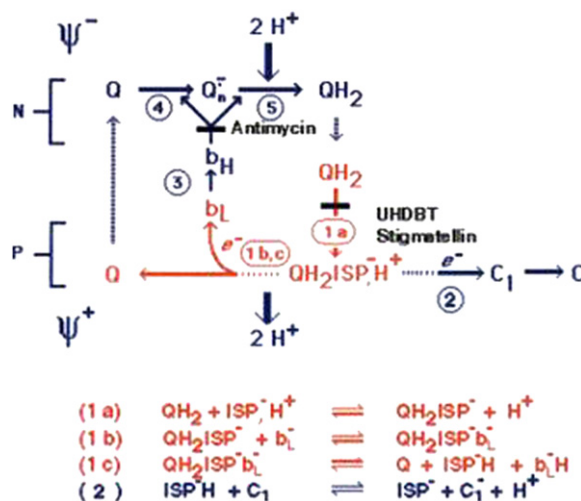 Ψ⁻ 2 H⁺
N Q Q̇ₙ⁻ QH₂
④ ⑤
Antimycin
b_H QH₂
③
b_L 1a UHDBT
Stigmatellin
P e⁻ 1b,c e⁻
Q QH₂ISP⁻,H⁺ C₁ C
②
Ψ⁺ 2 H⁺
(1a) QH₂ + ISP⁻,H⁺ ⇌ QH₂ISP⁻ + H⁺
(1b) QH₂ISP⁻ + b_L⁻ ⇌ QH₂ISP⁻b_L⁻
(1c) QH₂ISP⁻b_L⁻ ⇌ Q + ISP⁻H + b_L⁻H
(2) ISP⁻H + C₁ ⇌ ISP⁻ + C₁⁻ + H⁺